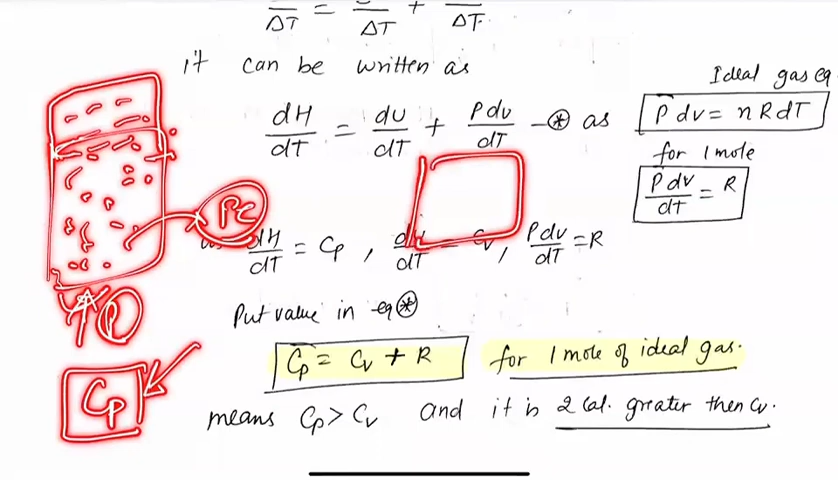 ΔT = ΔT + ΔT
it can be written as
Ideal gas eq
dH/dT = dU/dT + Pdv/dT -⊛ as
Pdv = nRdT
for 1 mole
Pdv/dT = R
PE
dH/dT = Cp, d/dT Cv, Pdv/dT = R
P
Put value in eq ⊛
Cp = Cv + R for 1 mole of ideal gas.
Cp
means Cp > Cv and it is 2 Cal. greater then Cv.